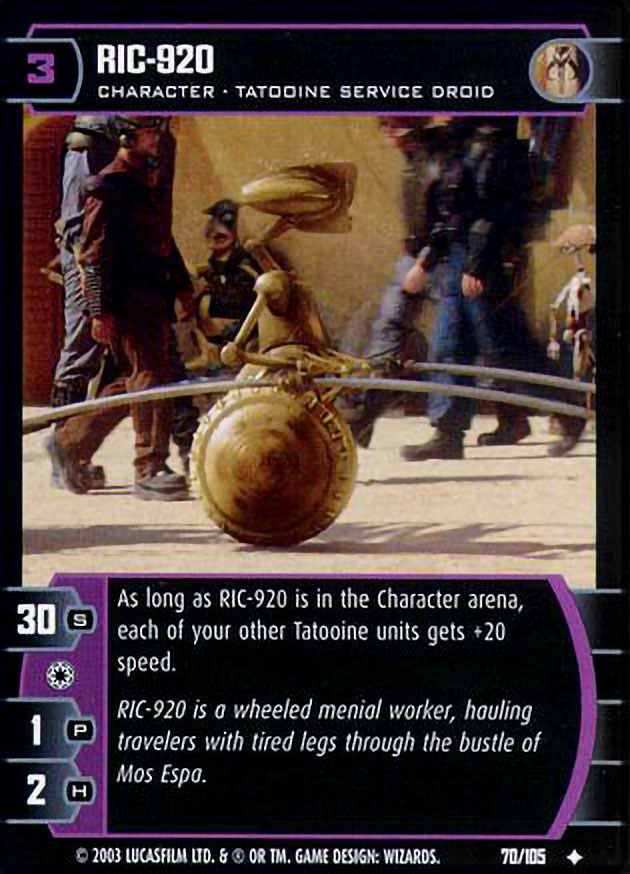 3
RIC-920
CHARACTER · TATOOINE SERVICE DROID
30 S
As long as RIC-920 is in the Character arena,
each of your other Tatooine units gets +20
speed.
1 P
2 H
RIC-920 is a wheeled menial worker, hauling
travelers with tired legs through the bustle of
Mos Espa.
© 2003 LUCASFILM LTD. & ® OR TM. GAME DESIGN: WIZARDS.
70/105